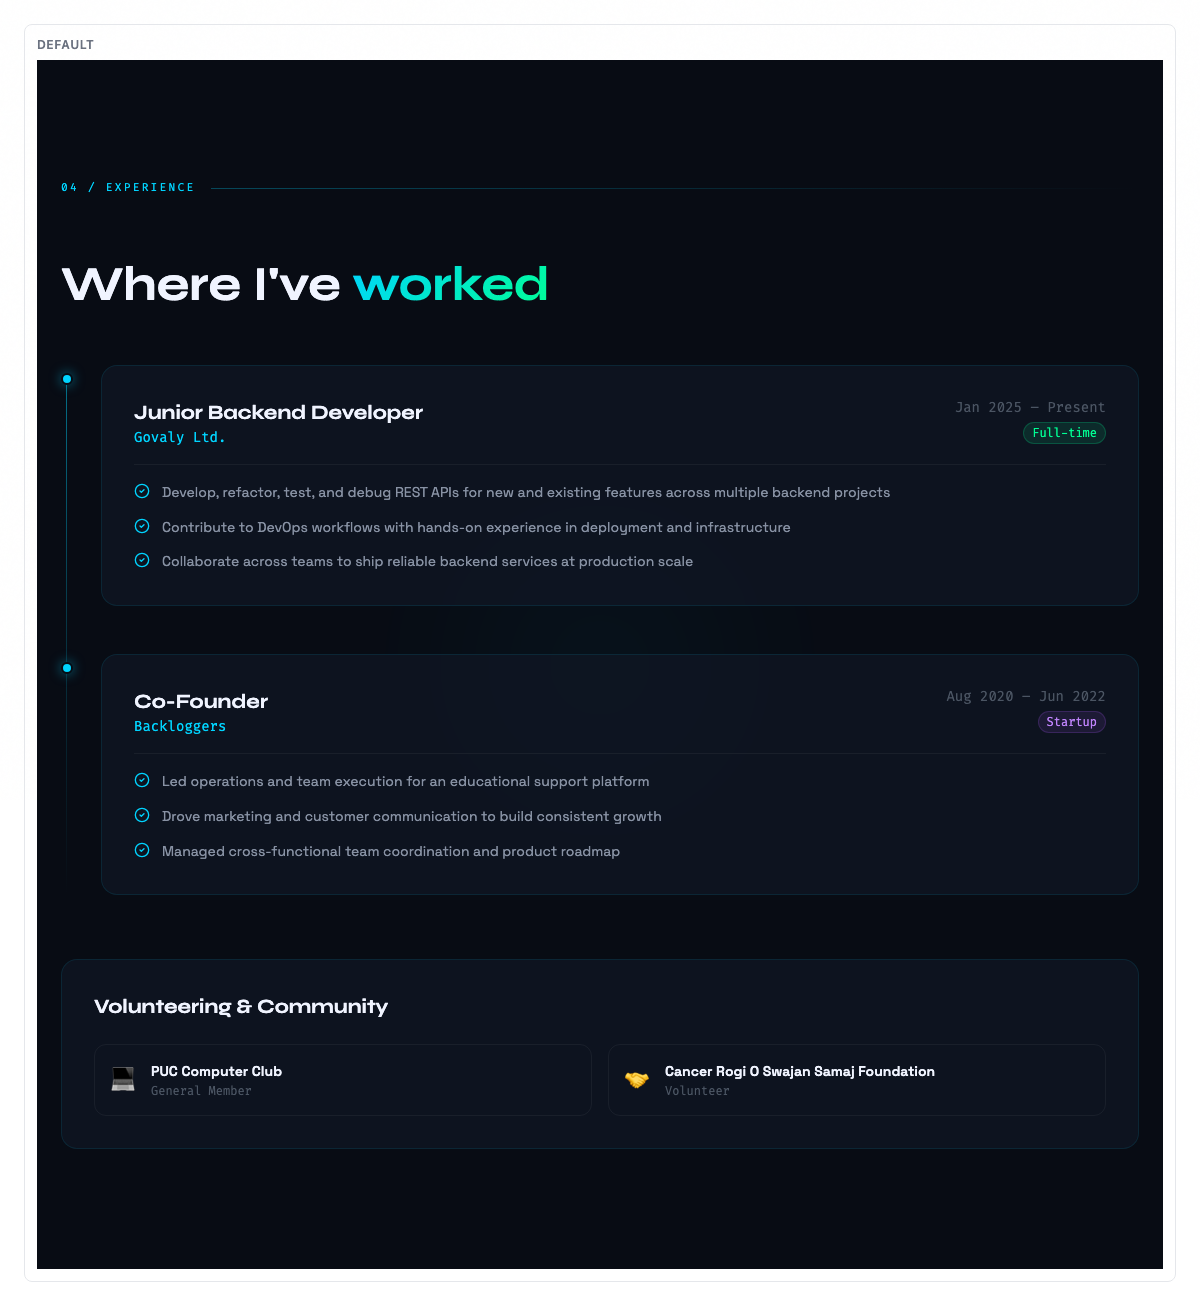 DEFAULT
04 / EXPERIENCE
Where I've worked
Junior Backend Developer
Govaly Ltd.
Jan 2025 — Present
Full-time
Develop, refactor, test, and debug REST APIs for new and existing features across multiple backend projects
Contribute to DevOps workflows with hands-on experience in deployment and infrastructure
Collaborate across teams to ship reliable backend services at production scale
Co-Founder
Backloggers
Aug 2020 — Jun 2022
Startup
Led operations and team execution for an educational support platform
Drove marketing and customer communication to build consistent growth
Managed cross-functional team coordination and product roadmap
Volunteering & Community
PUC Computer Club
General Member
Cancer Rogi O Swajan Samaj Foundation
Volunteer